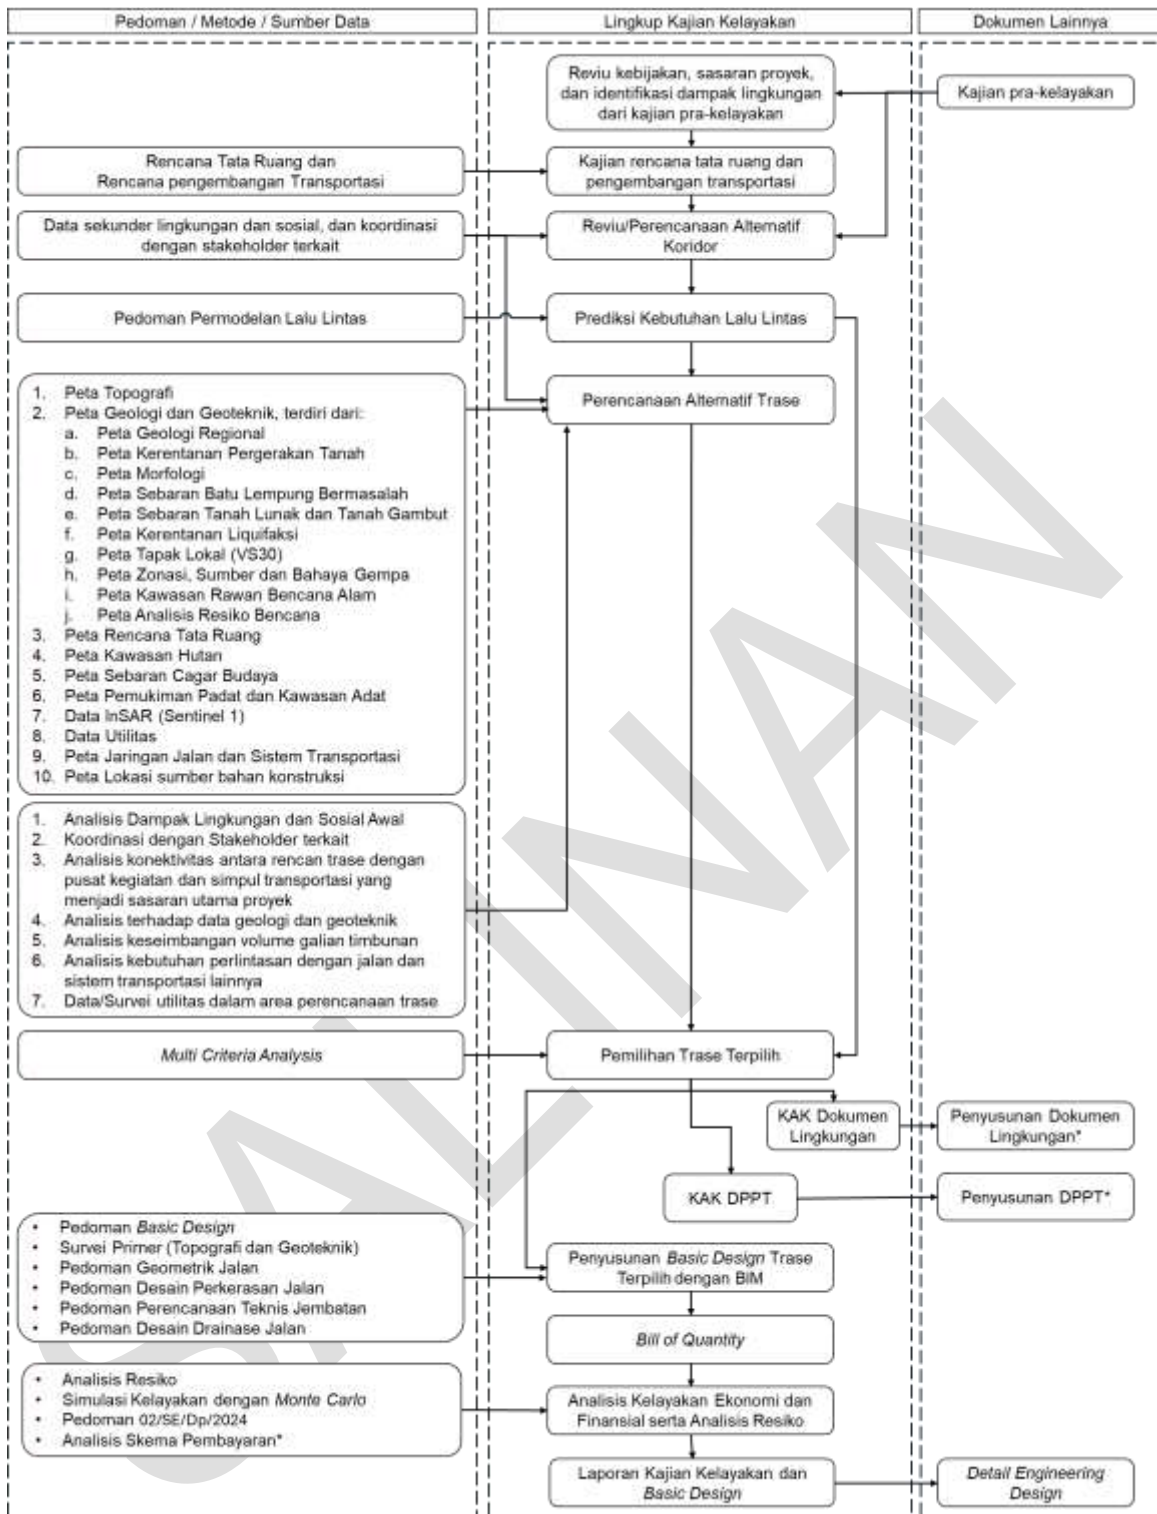 Pedoman / Metode / Sumber Data
Lingkup Kajian Kelayakan
Dokumen Lainnya
Reviu kebijakan, sasaran proyek,
dan identifikasi dampak lingkungan
dari kajian pra-kelayakan
Kajian pra-kelayakan
Rencana Tata Ruang dan
Rencana pengembangan Transportasi
Kajian rencana tata ruang dan
pengembangan transportasi
Data sekunder lingkungan dan sosial, dan koordinasi
dengan stakeholder terkait
Reviu/Perencanaan Alternatif
Koridor
Pedoman Permodelan Lalu Lintas
Prediksi Kebutuhan Lalu Lintas
1. Peta Topografi
2. Peta Geologi dan Geoteknik, terdiri dari:
a. Peta Geologi Regional
b. Peta Kerentanan Pergerakan Tanah
c. Peta Morfologi
d. Peta Sebaran Batu Lempung Bermasalah
e. Peta Sebaran Tanah Lunak dan Tanah Gambut
f. Peta Kerentanan Liquifaksi
g. Peta Tapak Lokal (VS30)
h. Peta Zonasi, Sumber dan Bahaya Gempa
i. Peta Kawasan Rawan Bencana Alam
j. Peta Analisis Resiko Bencana
3. Peta Rencana Tata Ruang
4. Peta Kawasan Hutan
5. Peta Sebaran Cagar Budaya
6. Peta Pemukiman Padat dan Kawasan Adat
7. Data InSAR (Sentinel 1)
8. Data Utilitas
9. Peta Jaringan Jalan dan Sistem Transportasi
10. Peta Lokasi sumber bahan konstruksi
Perencanaan Alternatif Trase
1. Analisis Dampak Lingkungan dan Sosial Awal
2. Koordinasi dengan Stakeholder terkait
3. Analisis konektivitas antara rencan trase dengan
pusat kegiatan dan simpul transportasi yang
menjadi sasaran utama proyek
4. Analisis terhadap data geologi dan geoteknik
5. Analisis keseimbangan volume galian timbunan
6. Analisis kebutuhan perlintasan dengan jalan dan
sistem transportasi lainnya
7. Data/Survei utilitas dalam area perencanaan trase
Multi Criteria Analysis
Pemilihan Trase Terpilih
KAK Dokumen
Lingkungan
Penyusunan Dokumen
Lingkungan*
KAK DPPT
Penyusunan DPPT*
• Pedoman Basic Design
• Survei Primer (Topografi dan Geoteknik)
• Pedoman Geometrik Jalan
• Pedoman Desain Perkerasan Jalan
• Pedoman Perencanaan Teknis Jembatan
• Pedoman Desain Drainase Jalan
Penyusunan Basic Design Trase
Terpilih dengan BIM
Bill of Quantity
• Analisis Resiko
• Simulasi Kelayakan dengan Monte Carlo
• Pedoman 02/SE/Dp/2024
• Analisis Skema Pembayaran*
Analisis Kelayakan Ekonomi dan
Finansial serta Analisis Resiko
Laporan Kajian Kelayakan dan
Basic Design
Detail Engineering
Design
SALINAN